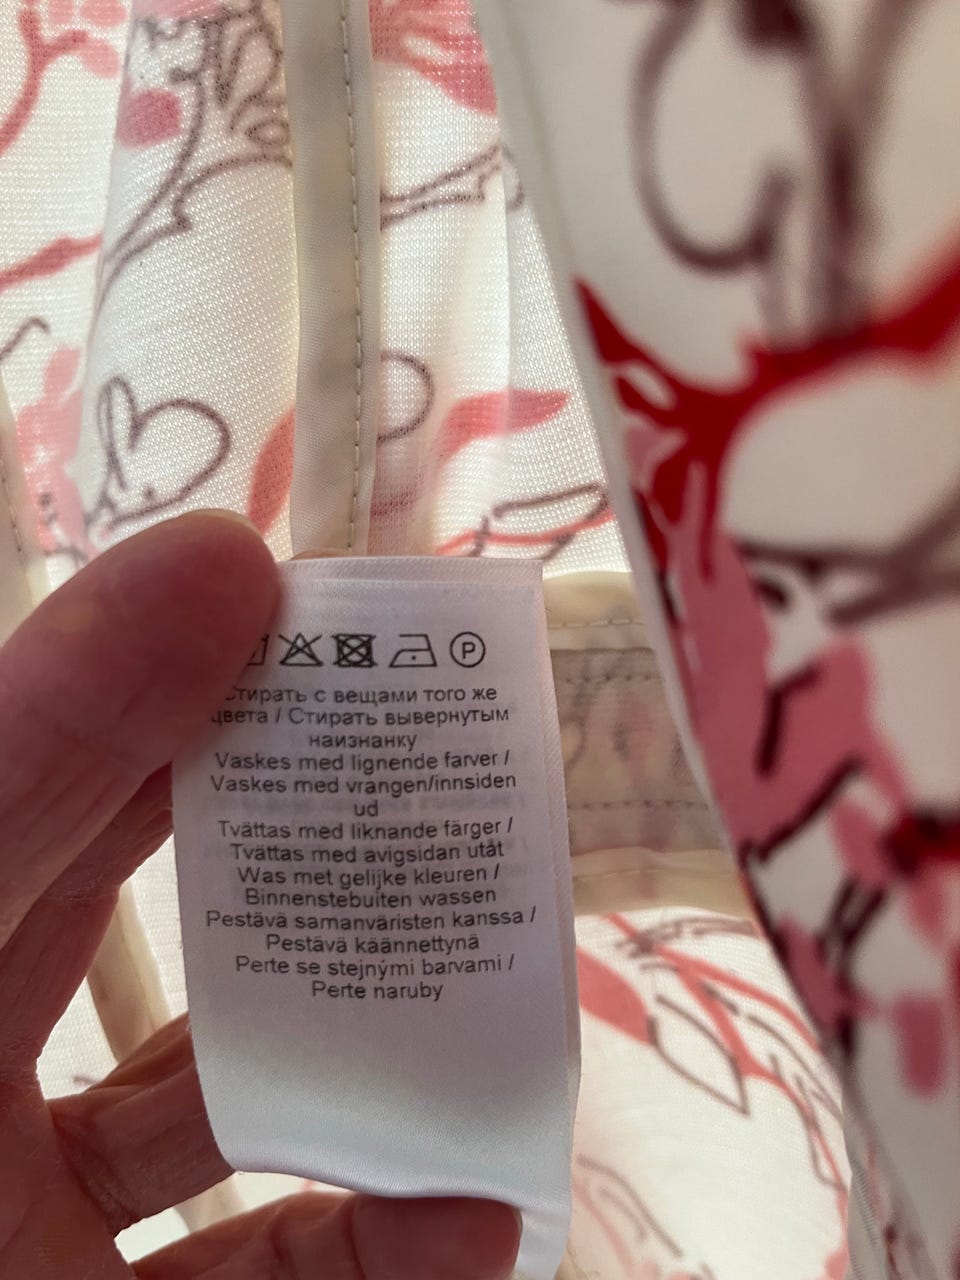 P
Стирать с вещами того же
цвета / Стирать вывернутым
наизнанку
Vaskes med lignende farver /
Vaskes med vrangen/innsiden
ud
Tvättas med liknande färger /
Tvättas med avigsidan utåt
Was met gelijke kleuren /
Binnenstebuiten wassen
Pestävä samanväristen kanssa /
Pestävä käännettynä
Perte se stejnými barvami /
Perte naruby